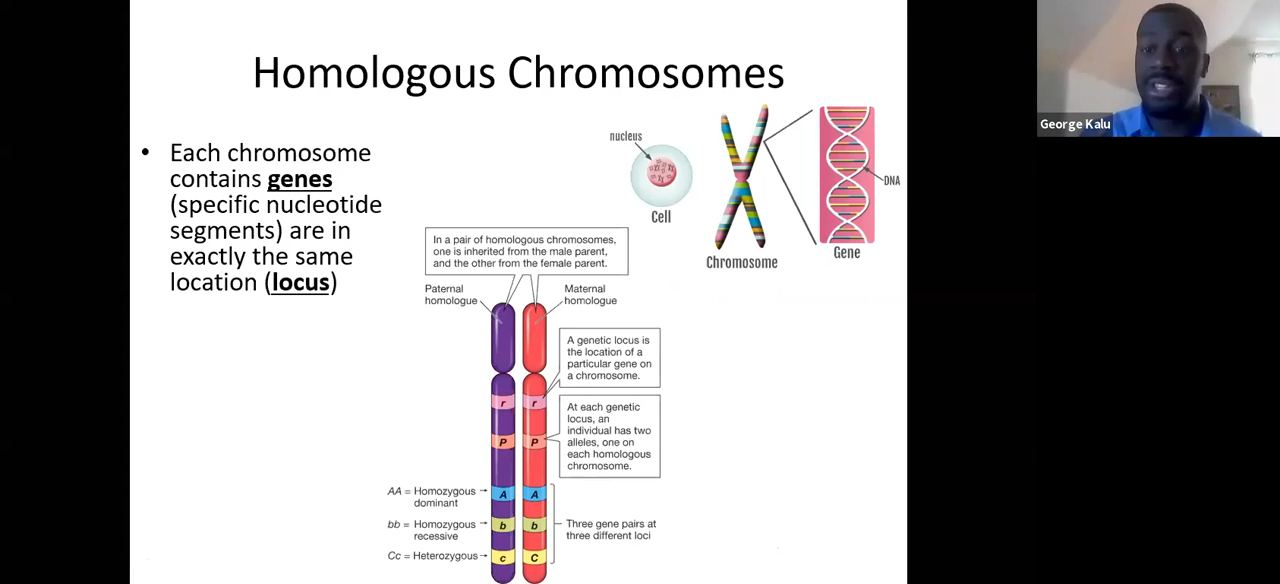 Homologous Chromosomes
• Each chromosome
contains genes
(specific nucleotide
segments) are in
exactly the same
location (locus)
nucleus
Cell
Chromosome
DNA
Gene
George Kalu
In a pair of homologous chromosomes,
one is inherited from the male parent,
and the other from the female parent.
Paternal
homologue
Maternal
homologue
A genetic locus is
the location of a
particular gene on
a chromosome.
r r
At each genetic
locus, an
individual has two
alleles, one on
each homologous
chromosome.
P P
AA = Homozygous
dominant
A A
bb = Homozygous
recessive
b b
Three gene pairs at
three different loci
Cc = Heterozygous
c C